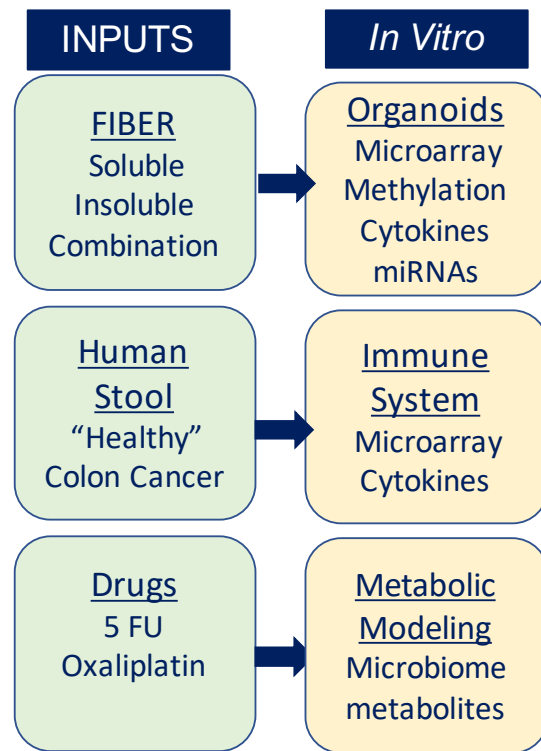 INPUTS
In Vitro
FIBER
Soluble
Insoluble
Combination
Organoids
Microarray
Methylation
Cytokines
miRNAs
Human
Stool
“Healthy”
Colon Cancer
Immune
System
Microarray
Cytokines
Drugs
5 FU
Oxaliplatin
Metabolic
Modeling
Microbiome
metabolites